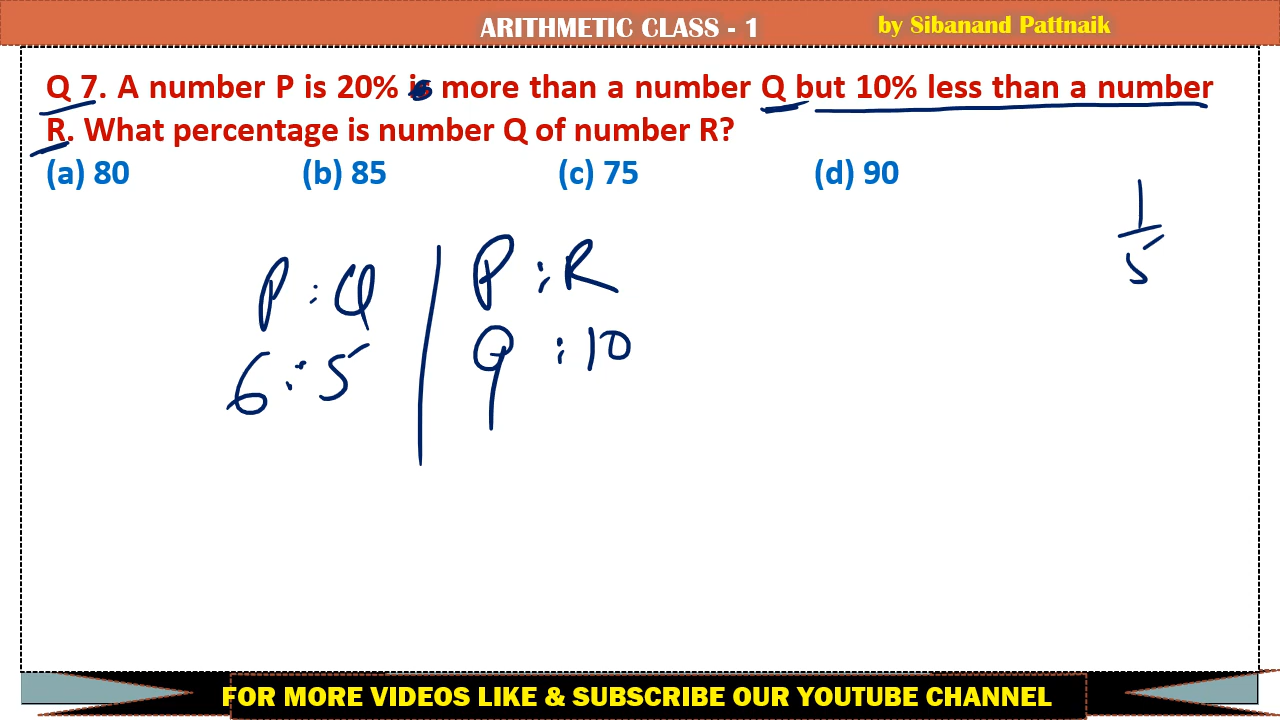 ARITHMETIC CLASS - 1
by Sibanand Pattnaik
Q 7. A number P is 20% is more than a number Q but 10% less than a number
R. What percentage is number Q of number R?
(a) 80 (b) 85 (c) 75 (d) 90
1
5
P : Q P : R
6 : 5 9 : 10
FOR MORE VIDEOS LIKE & SUBSCRIBE OUR YOUTUBE CHANNEL